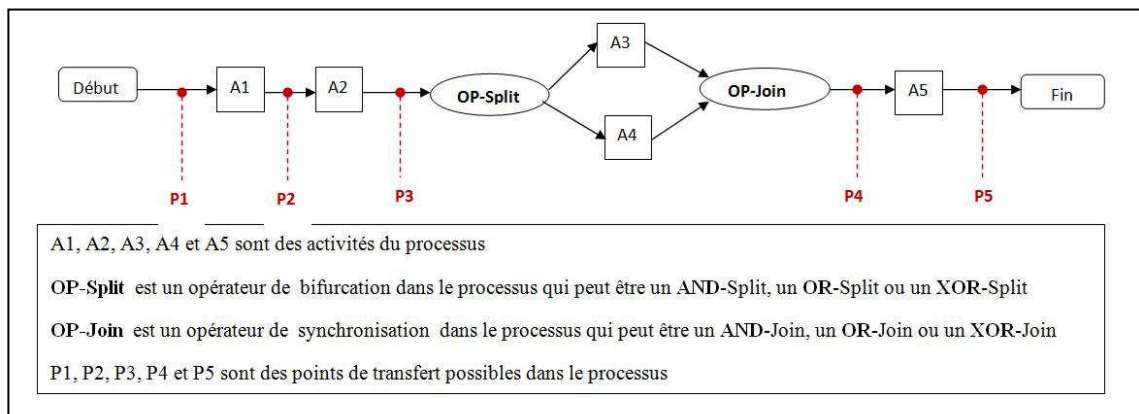 Début
A1
A2
OP-Split
A3
A4
OP-Join
A5
Fin
P1
P2
P3
P4
P5
A1, A2, A3, A4 et A5 sont des activités du processus
OP-Split est un opérateur de bifurcation dans le processus qui peut être un AND-Split, un OR-Split ou un XOR-Split
OP-Join est un opérateur de synchronisation dans le processus qui peut être un AND-Join, un OR-Join ou un XOR-Join
P1, P2, P3, P4 et P5 sont des points de transfert possibles dans le processus